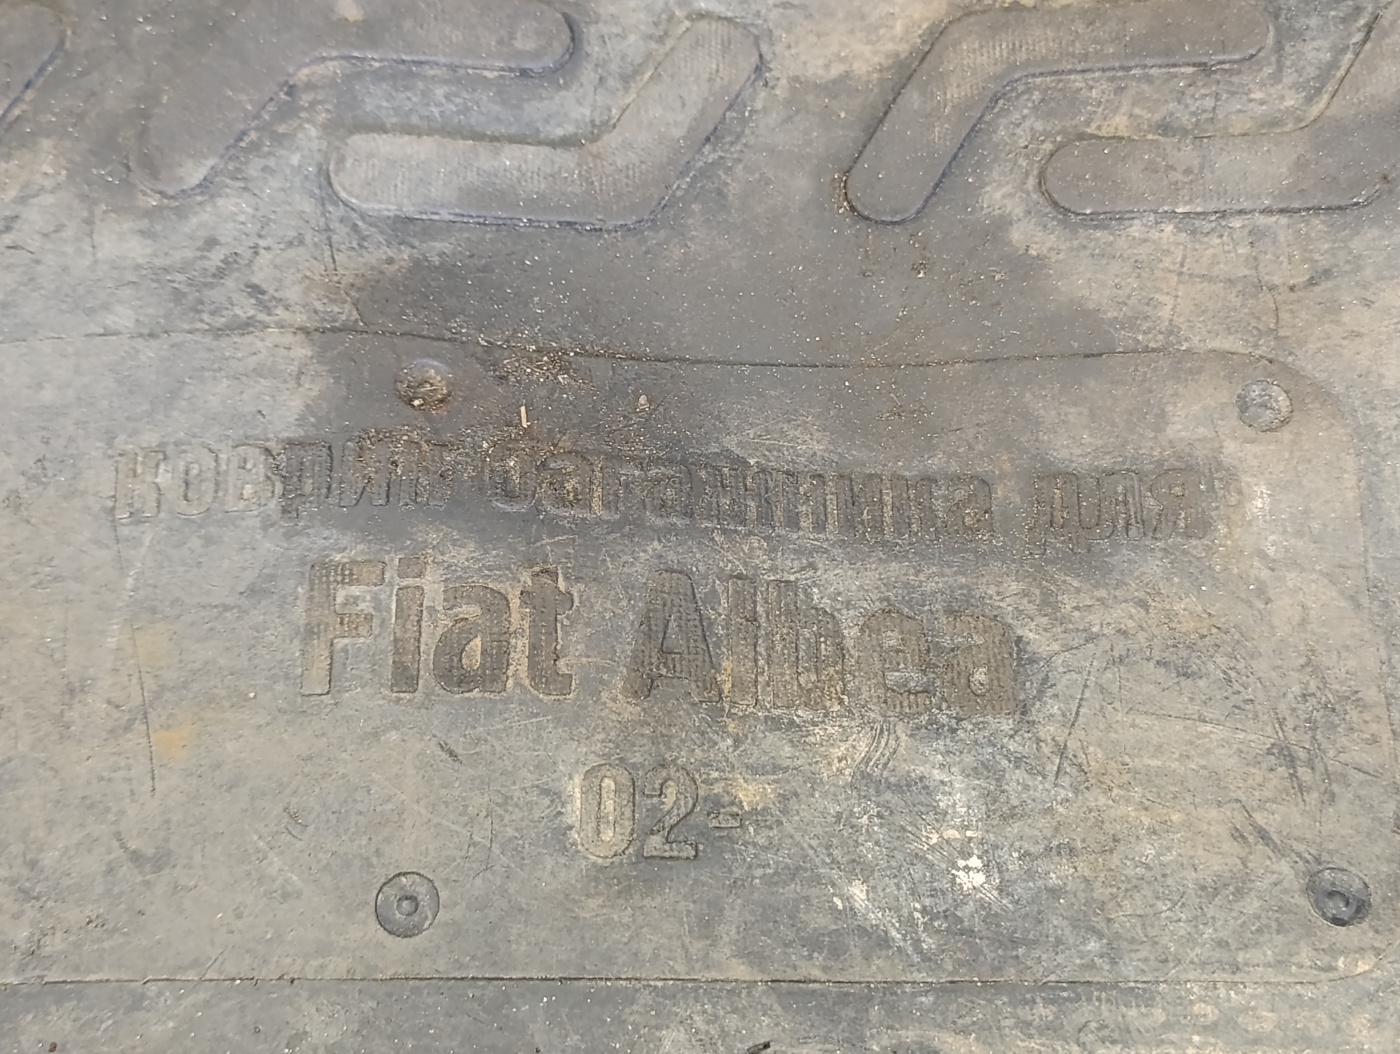 коврик багажника для
Fiat Albea
02-